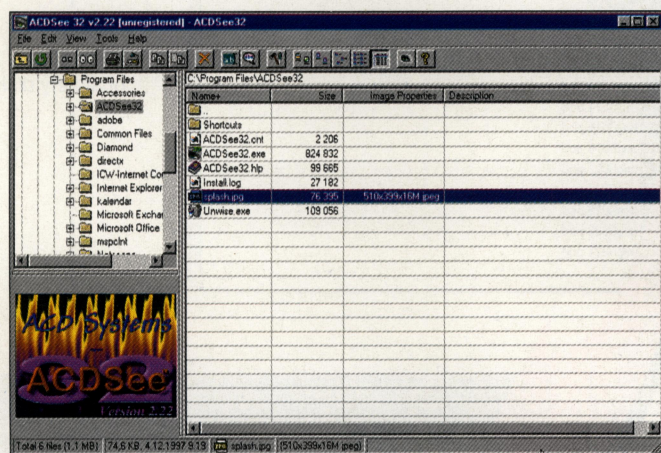 ACDSee 32 v2.22 [unregistered] - ACDSee32
File Edit View Tools Help
Program Files
Accessories
ACDSee32
adobe
Common Files
Diamond
directx
ICW-Internet Con
Internet Explorer
kalendar
Microsoft Exchan
Microsoft Office
mspclnt
C:\Program Files\ACDSee32
Name+ Size Image Properties Description
..
Shortcuts
ACDSee32.cnt 2 206
ACDSee32.exe 824 832
ACDSee32.hlp 99 665
Install.log 27 182
splash.jpg 76 395 510x399x16M jpeg
Unwise.exe 109 056
ACD Systems
ACDSee
32
Version 2.22
Total 6 files (1,1 MB) 74,6 KB, 4.12.1997 9:19 splash.jpg (510x399x16M jpeg)